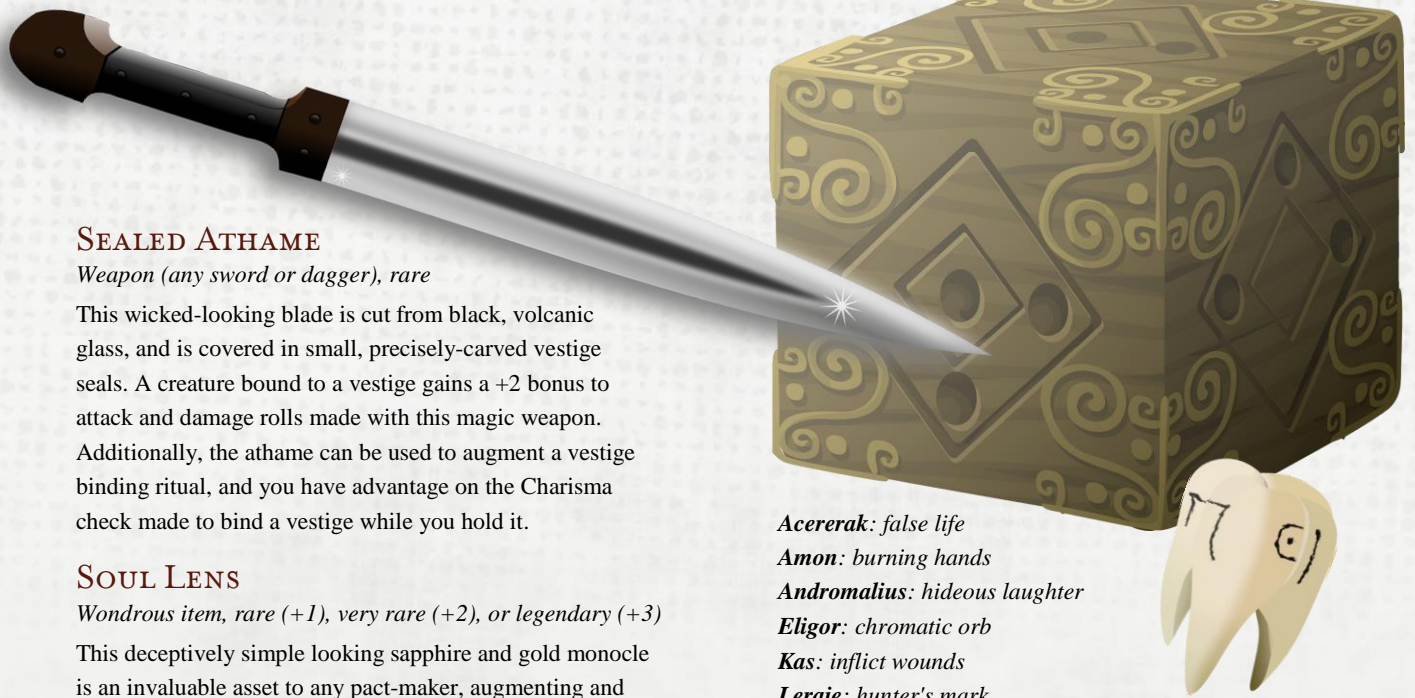 Sealed Athame
Weapon (any sword or dagger), rare
This wicked-looking blade is cut from black, volcanic
glass, and is covered in small, precisely-carved vestige
seals. A creature bound to a vestige gains a +2 bonus to
attack and damage rolls made with this magic weapon.
Additionally, the athame can be used to augment a vestige
binding ritual, and you have advantage on the Charisma
check made to bind a vestige while you hold it.
Soul Lens
Wondrous item, rare (+1), very rare (+2), or legendary (+3)
This deceptively simple looking sapphire and gold monocle
is an invaluable asset to any pact-maker, augmenting and
Acererak: false life
Amon: burning hands
Andromalius: hideous laughter
Eligor: chromatic orb
Kas: inflict wounds
Leraje: hunter's mark